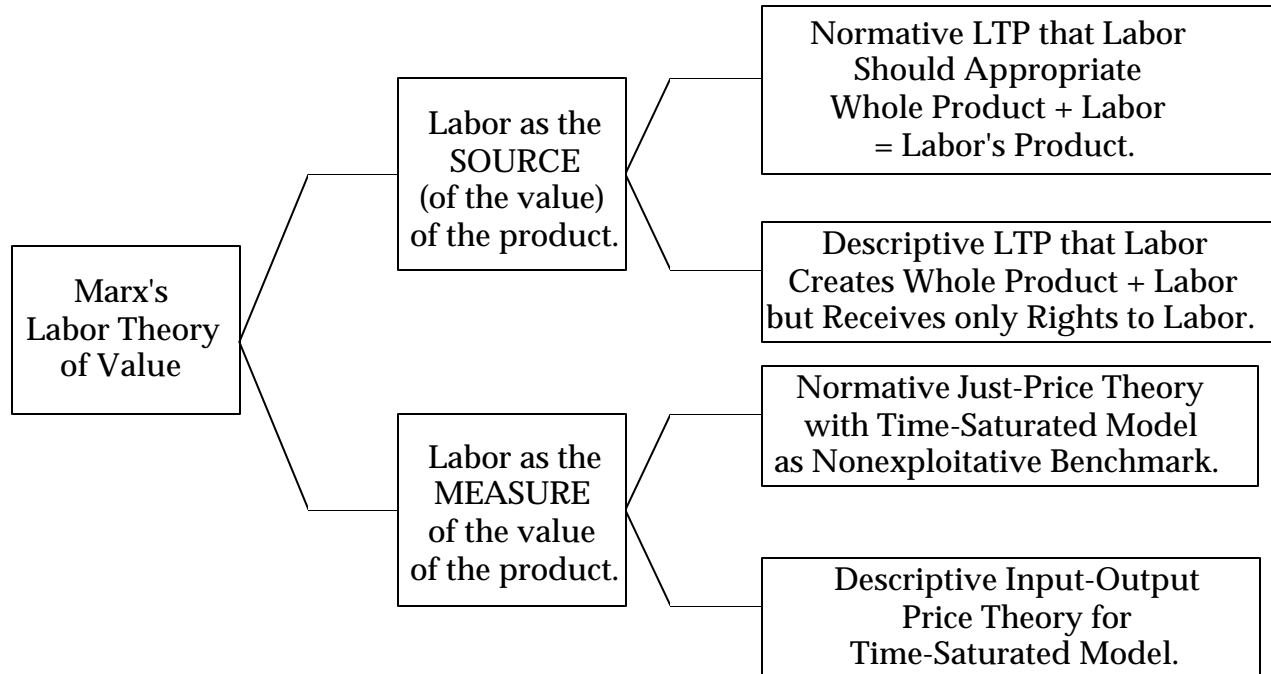 Marx's
Labor Theory
of Value
Labor as the
SOURCE
(of the value)
of the product.
Normative LTP that Labor
Should Appropriate
Whole Product + Labor
= Labor's Product.
Descriptive LTP that Labor
Creates Whole Product + Labor
but Receives only Rights to Labor.
Labor as the
MEASURE
of the value
of the product.
Normative Just-Price Theory
with Time-Saturated Model
as Nonexploitative Benchmark.
Descriptive Input-Output
Price Theory for
Time-Saturated Model.